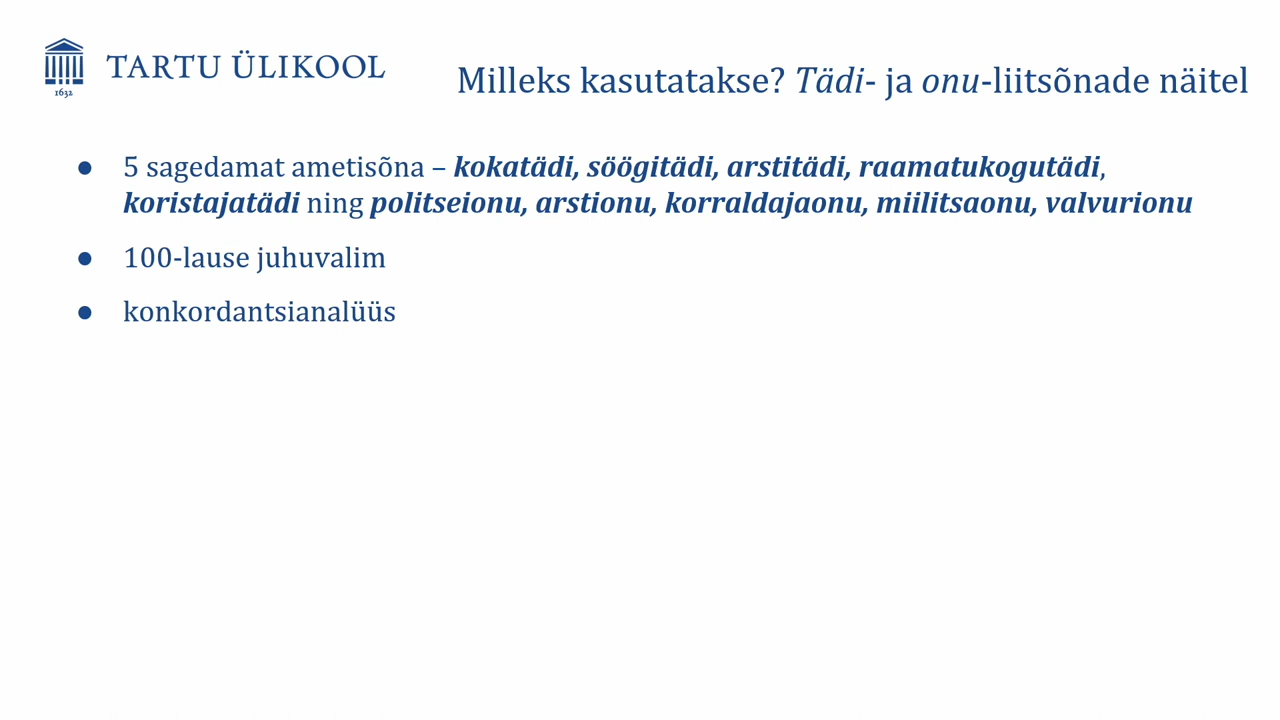 TARTU ÜLIKOOL
1632
Milleks kasutatakse? Tädi- ja onu-liitsõnade näitel
● 5 sagedamat ametisõna – kokatädi, söögitädi, arstitädi, raamatukogutädi,
koristajatädi ning politseionu, arstionu, korraldajaonu, miilitsaonu, valvurionu
● 100-lause juhuvalim
● konkordantsianalüüs